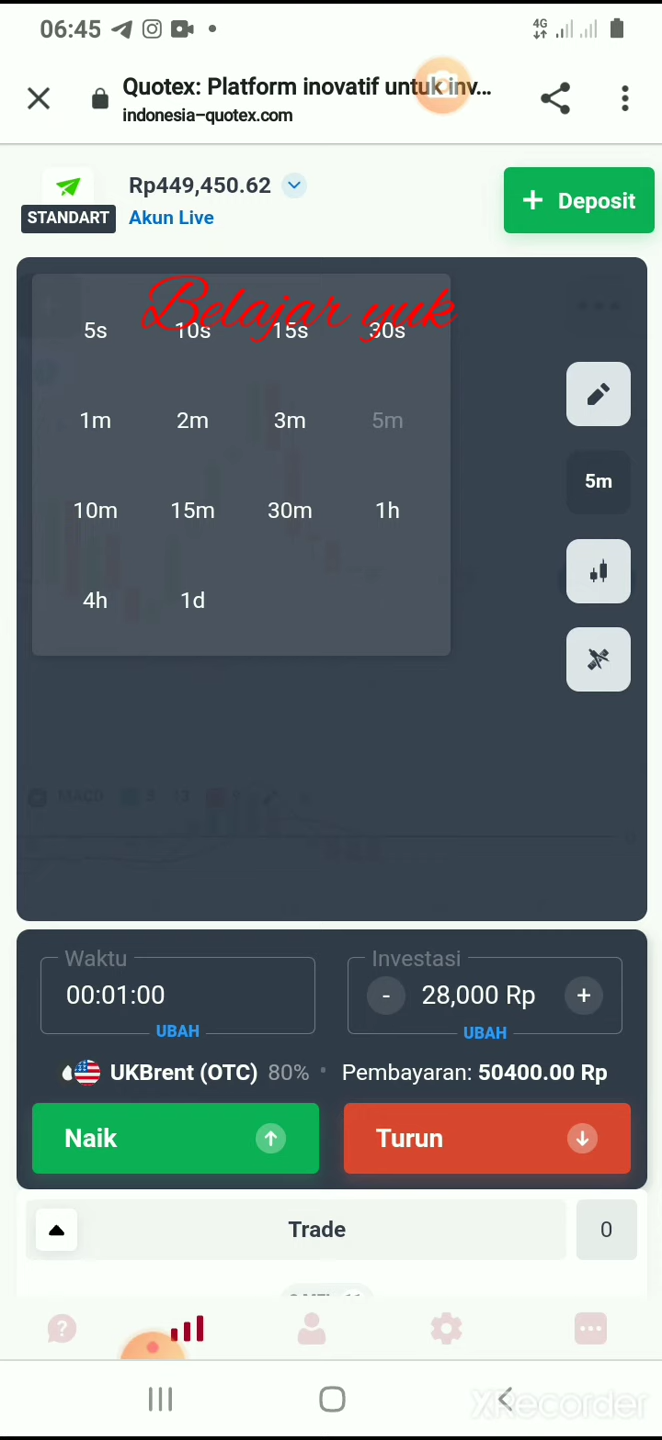 06:45
4G
Quotex: Platform inovatif untuk inv...
indonesia-quotex.com
Rp449,450.62
STANDART
Akun Live
+ Deposit
Belajar yuk
5s 10s 15s 30s
1m 2m 3m 5m
5m
10m 15m 30m 1h
4h 1d
MACD
Waktu
Investasi
00:01:00
- 28,000 Rp +
UBAH
UBAH
UKBrent (OTC) 80% • Pembayaran: 50400.00 Rp
Naik
Turun
Trade
0
XRecorder